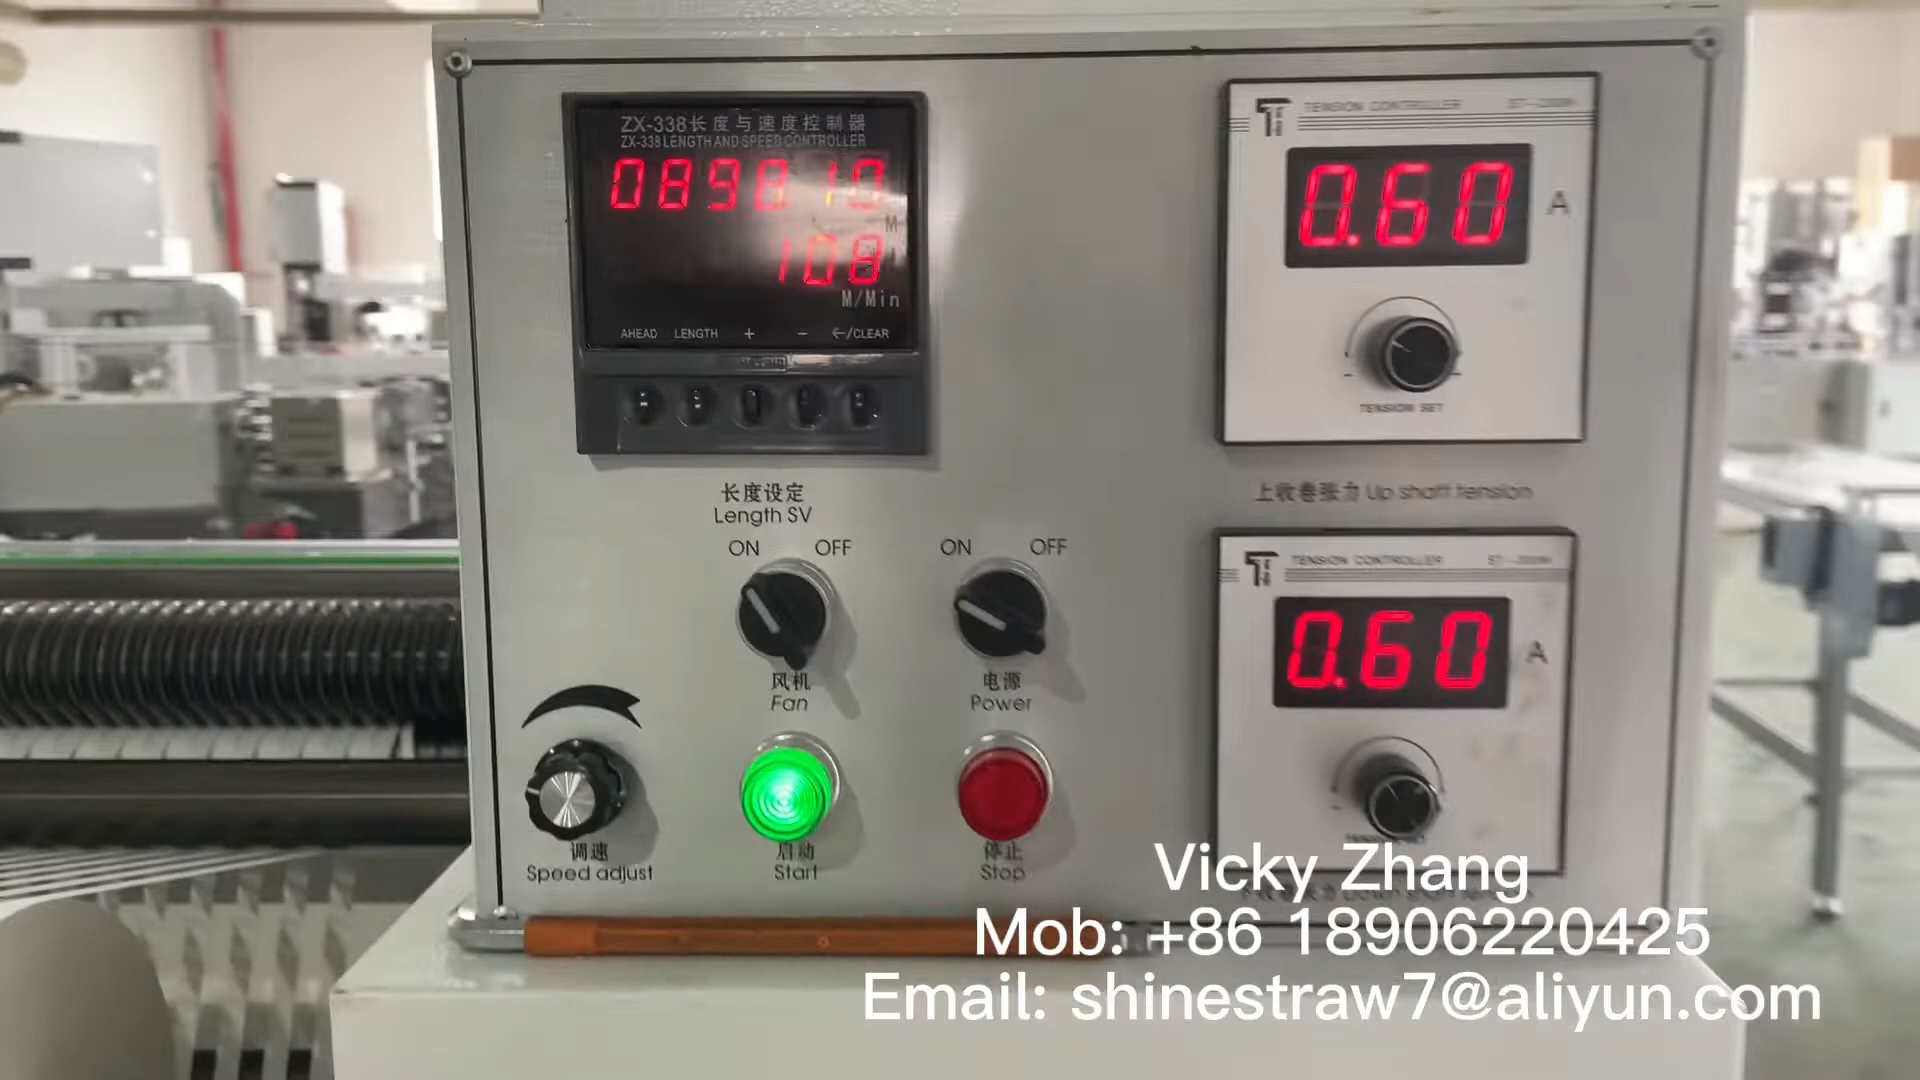 ZX-338长度与速度控制器
ZX-338 LENGTH AND SPEED CONTROLLER
089810
M
108
M/Min
AHEAD LENGTH + − ←/CLEAR
长度设定
Length SV
ON OFF
ON OFF
风机
Fan
电源
Power
调速
Speed adjust
启动
Start
停止
Stop
TENSION CONTROLLER
0.60 A
TENSION SET
上收卷张力 Up shaft tension
TENSION CONTROLLER
0.60 A
Vicky Zhang
Mob: +86 18906220425
Email: shinestraw7@aliyun.com